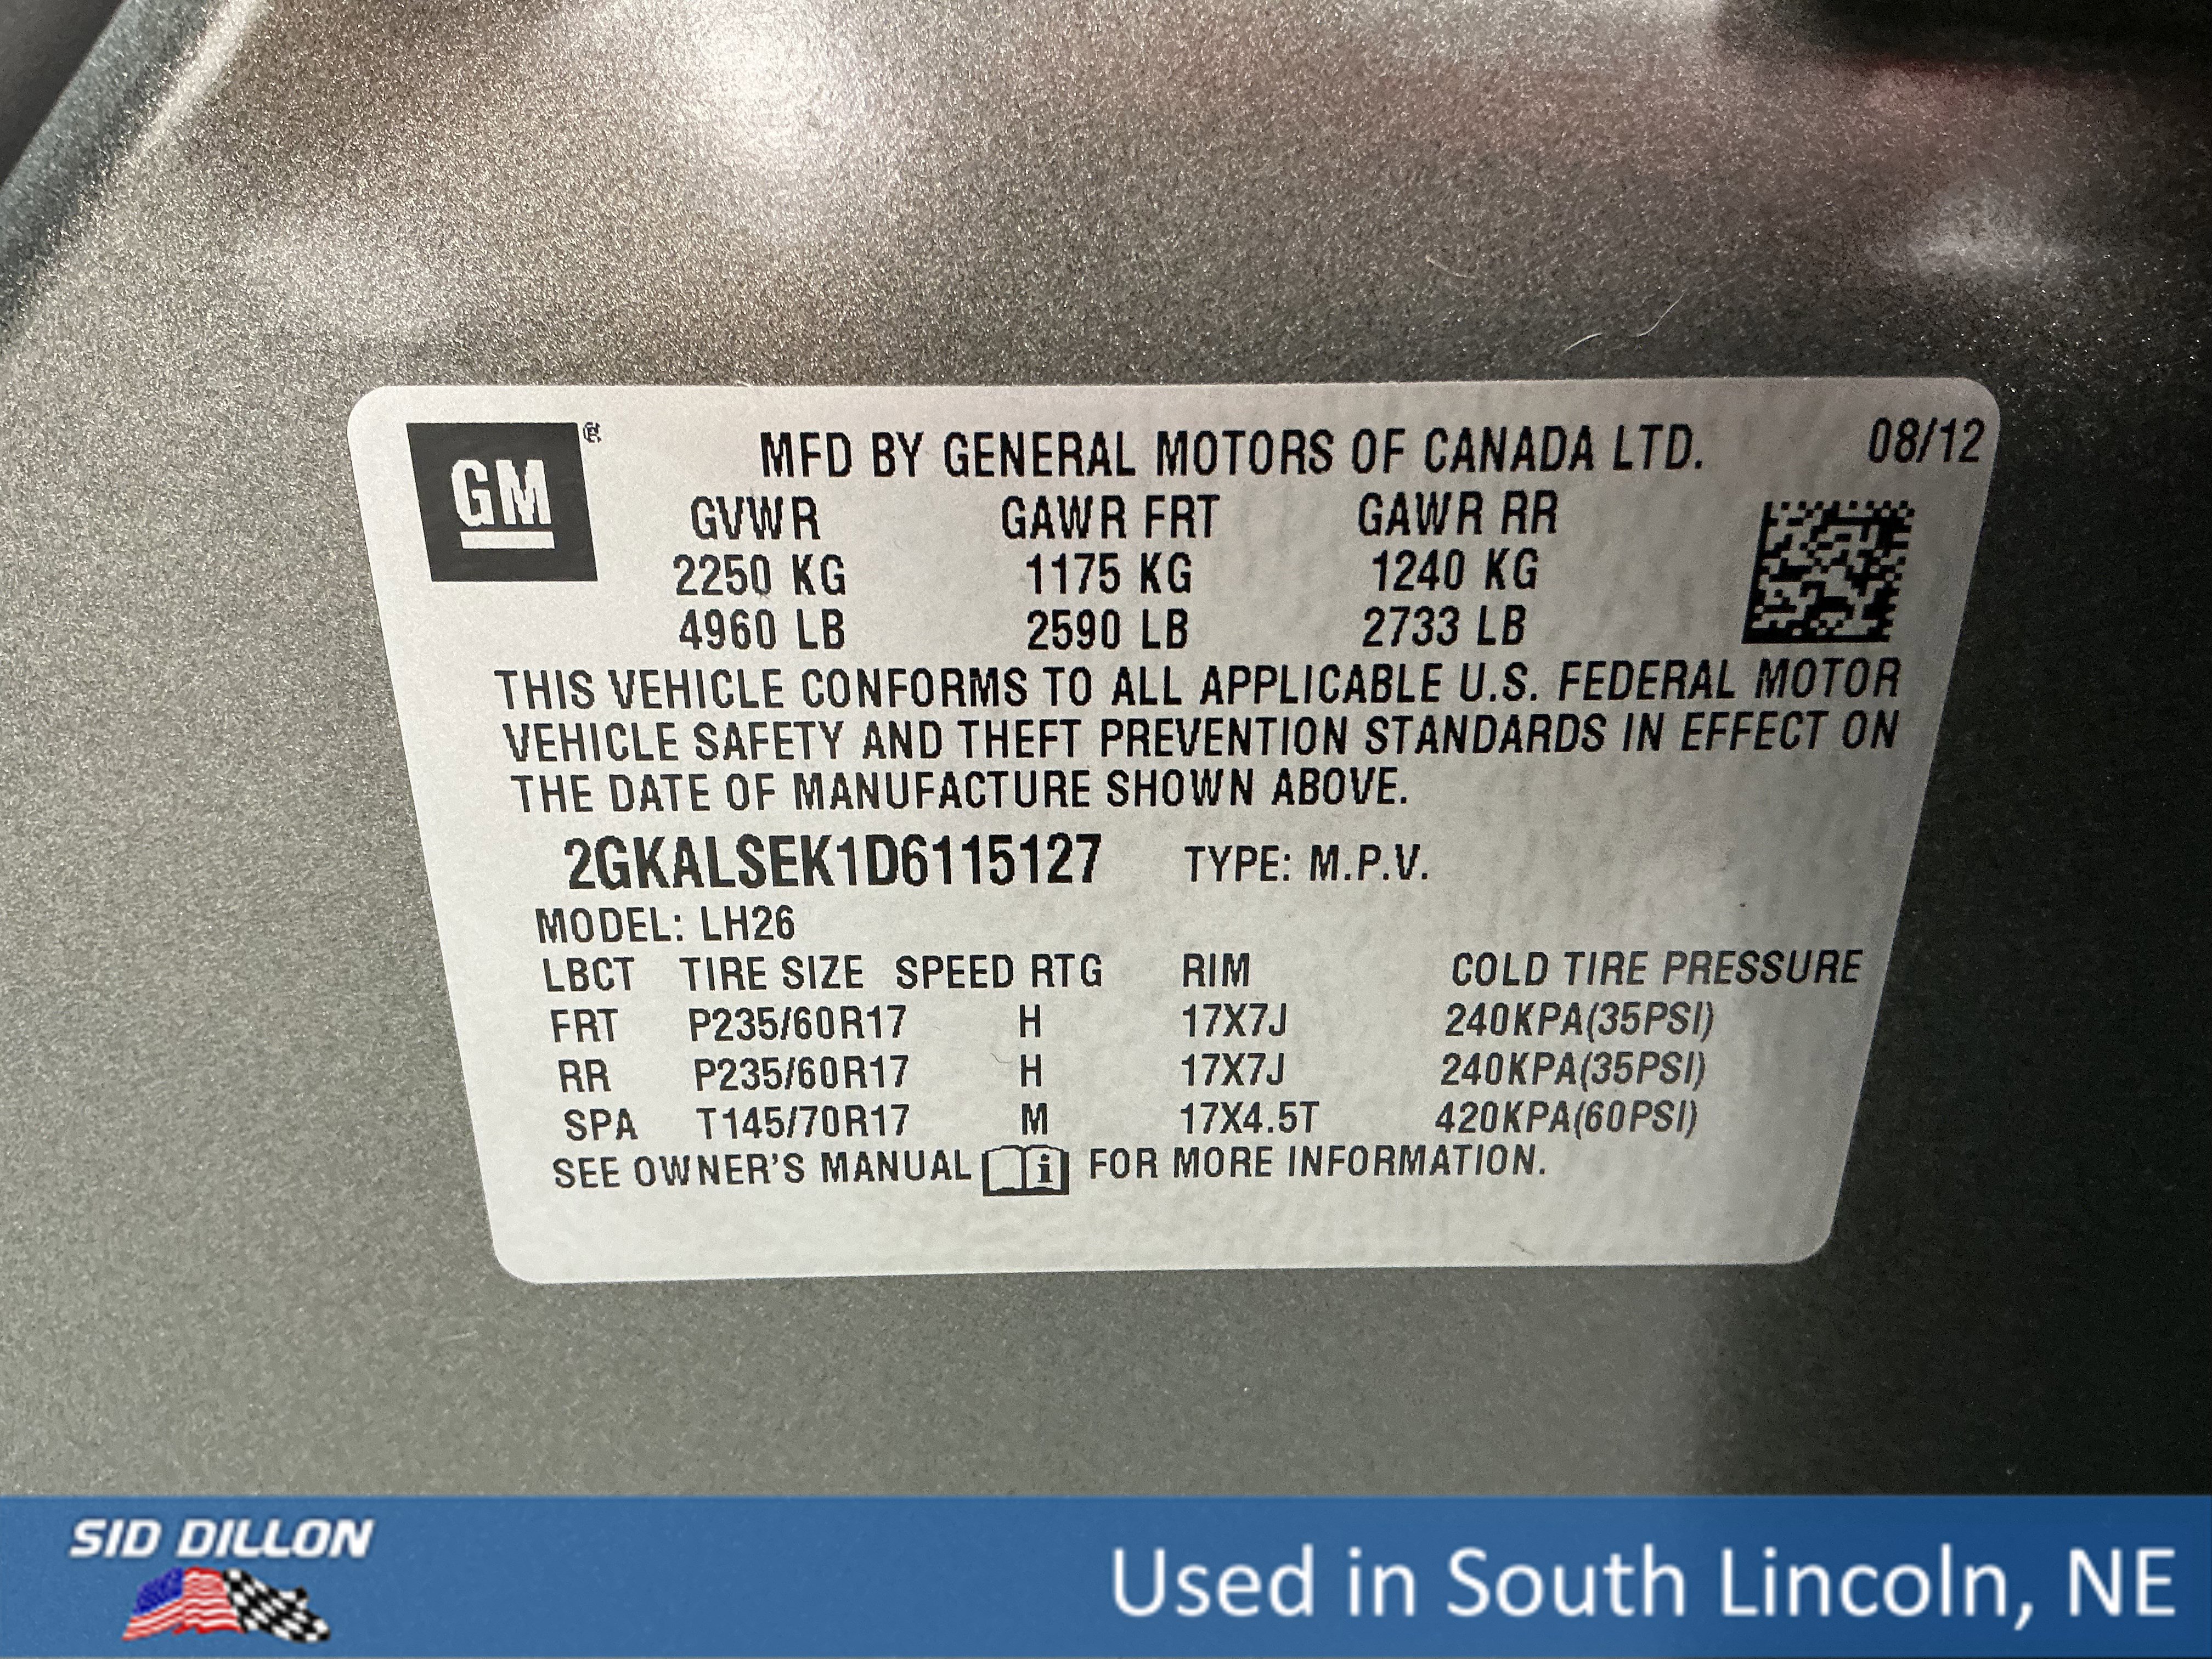 GM ®
MFD BY GENERAL MOTORS OF CANADA LTD. 08/12
GVWR GAWR FRT GAWR RR
2250 KG 1175 KG 1240 KG
4960 LB 2590 LB 2733 LB
THIS VEHICLE CONFORMS TO ALL APPLICABLE U.S. FEDERAL MOTOR
VEHICLE SAFETY AND THEFT PREVENTION STANDARDS IN EFFECT ON
THE DATE OF MANUFACTURE SHOWN ABOVE.
2GKALSEK1D6115127 TYPE: M.P.V.
MODEL: LH26
LBCT TIRE SIZE SPEED RTG RIM COLD TIRE PRESSURE
FRT P235/60R17 H 17X7J 240KPA(35PSI)
RR P235/60R17 H 17X7J 240KPA(35PSI)
SPA T145/70R17 M 17X4.5T 420KPA(60PSI)
SEE OWNER'S MANUAL i FOR MORE INFORMATION.
SID DILLON
Used in South Lincoln, NE